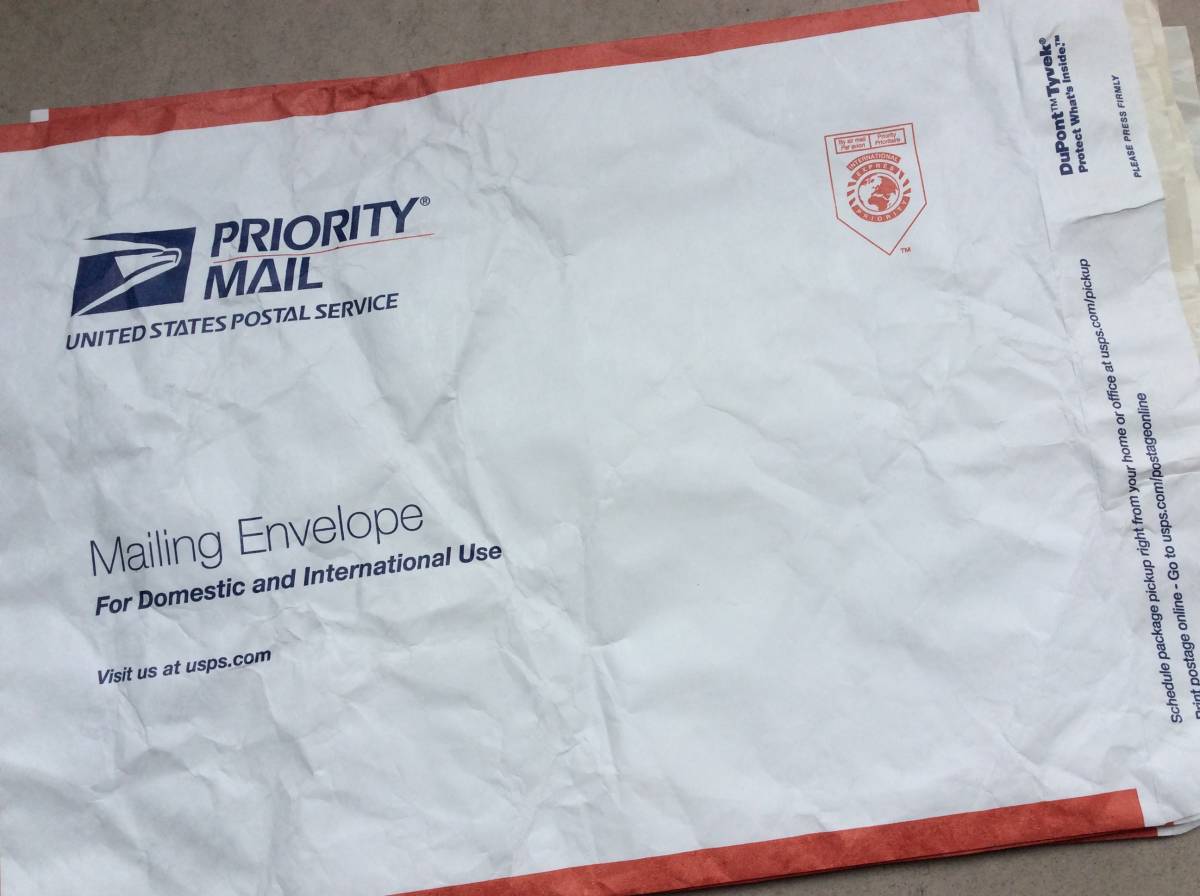 PRIORITY®
MAIL
UNITED STATES POSTAL SERVICE
Mailing Envelope
For Domestic and International Use
Visit us at usps.com
By air mail
Par avion
Priority
Prioritaire
INTERNATIONAL
EXPRESS
PRIORITY
TM
DuPont™ Tyvek®
Protect What's Inside.™
PLEASE PRESS FIRMLY
Schedule package pickup right from your home or office at usps.com/pickup
Print postage online - Go to usps.com/postageonline